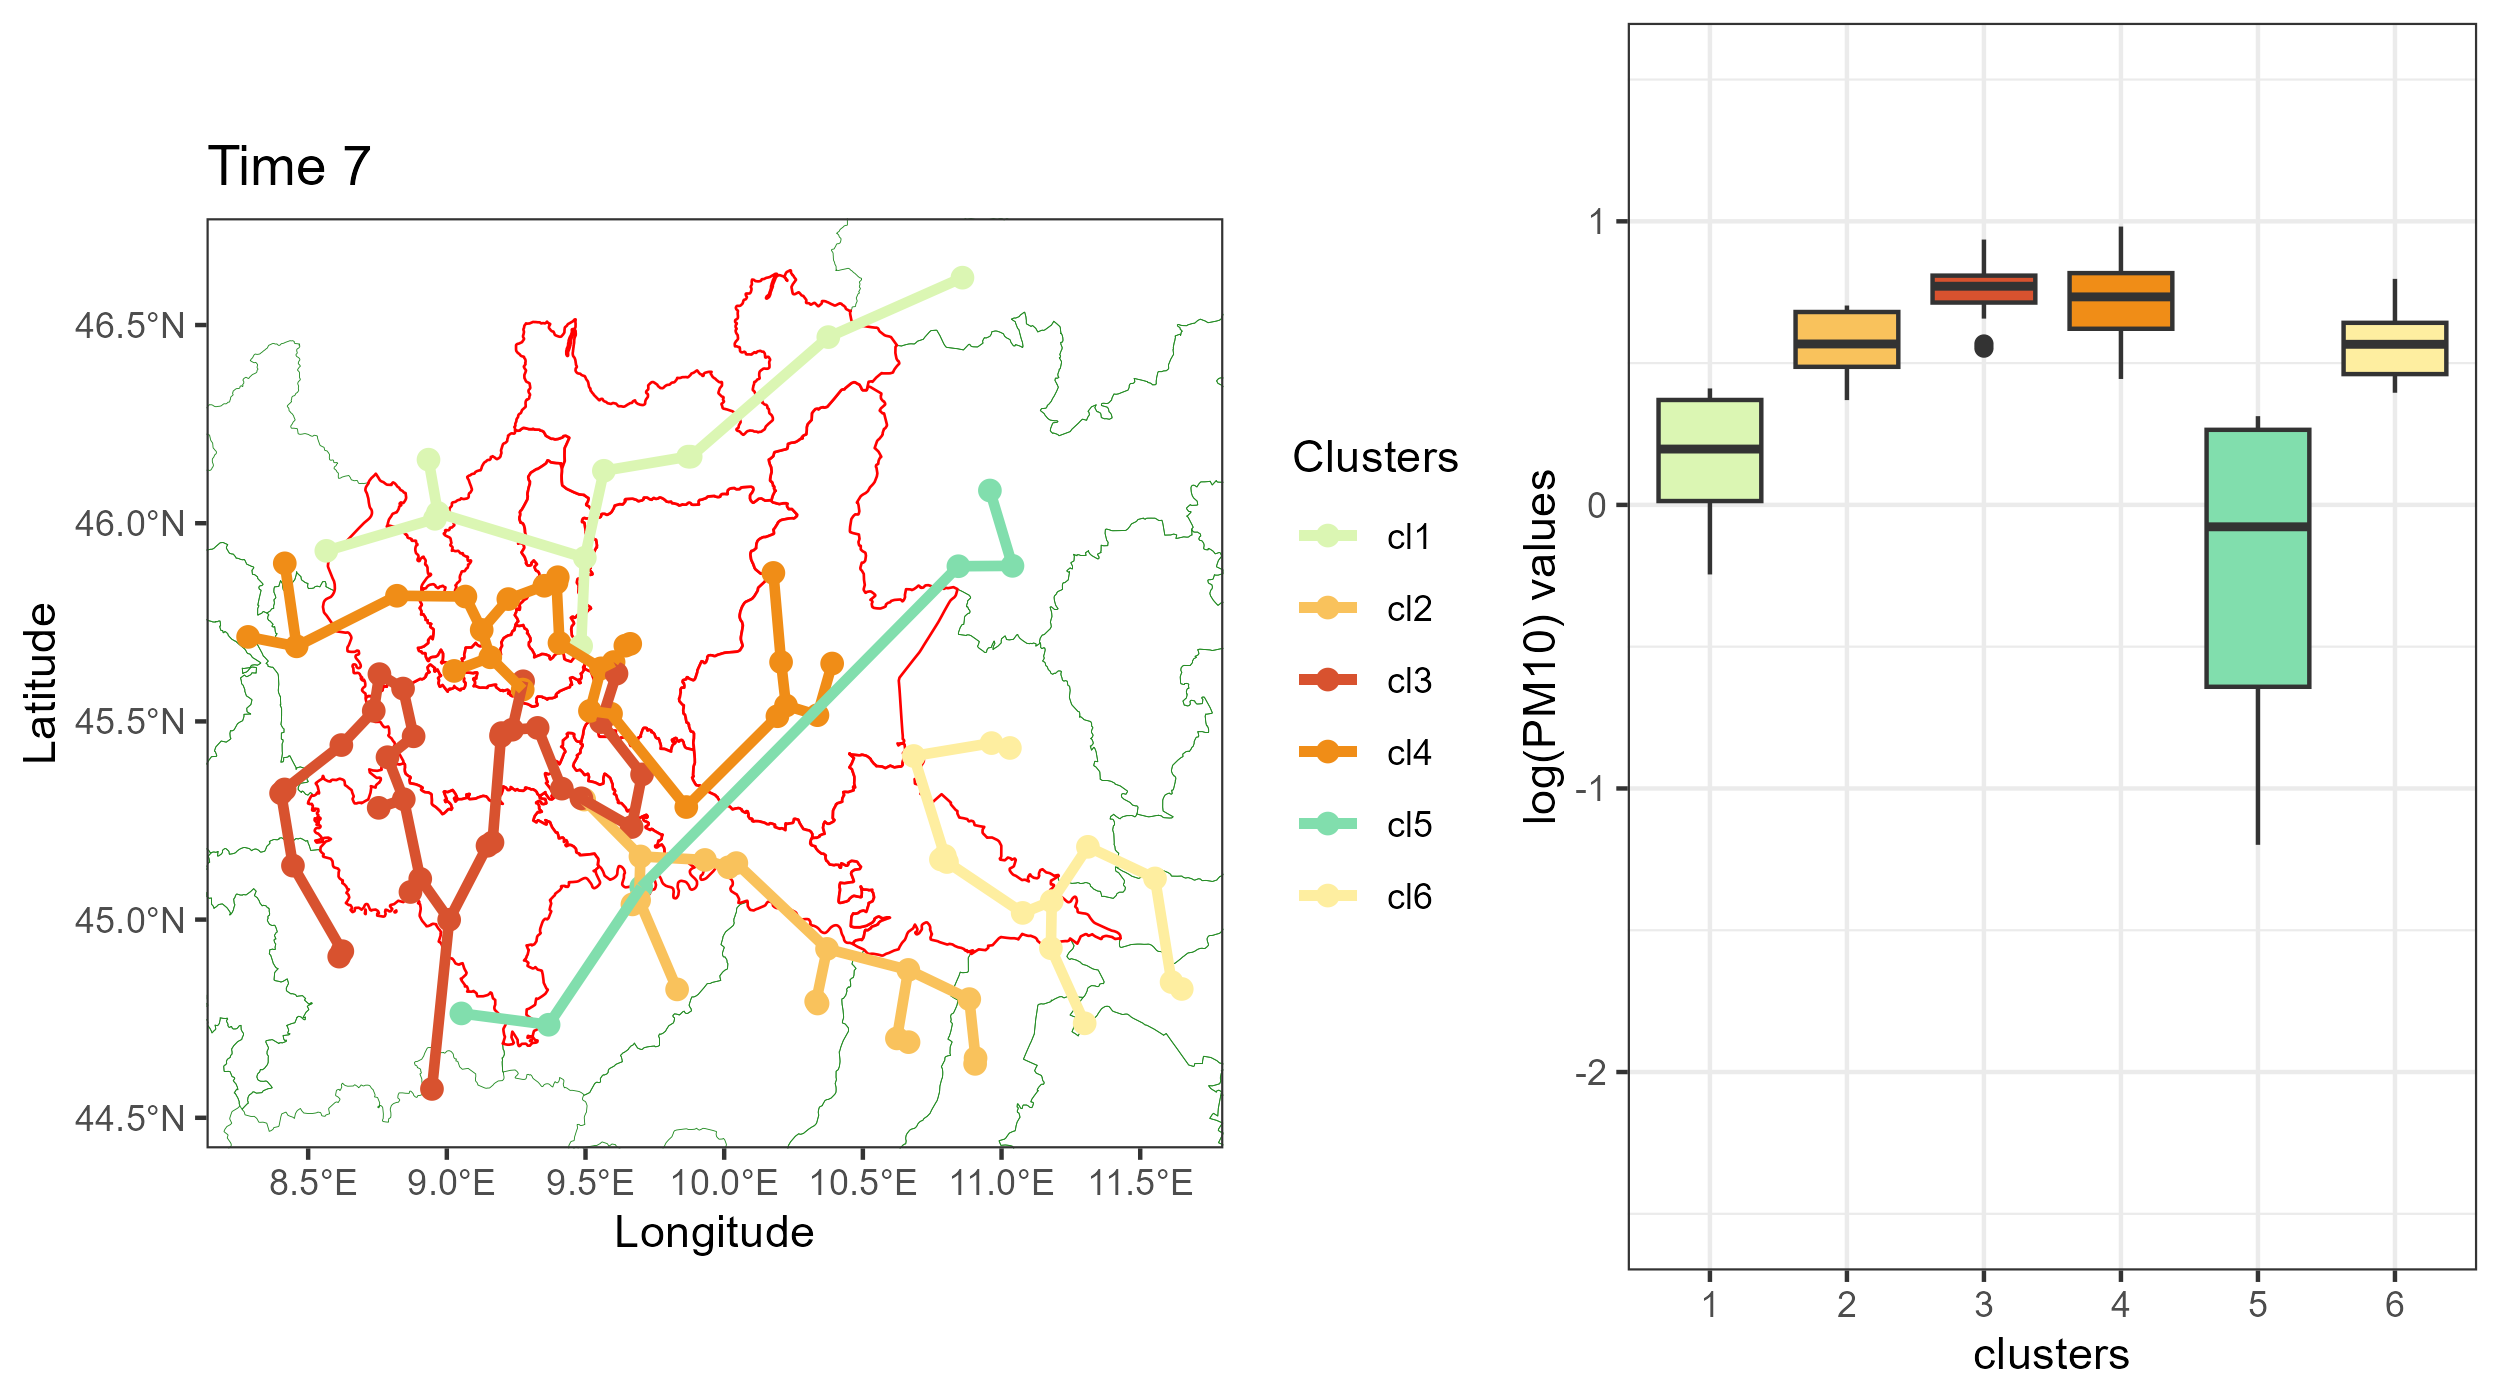 Time 7
46.5°N
46.0°N
45.5°N
45.0°N
44.5°N
Latitude
8.5°E 9.0°E 9.5°E 10.0°E 10.5°E 11.0°E 11.5°E
Longitude
Clusters
cl1
cl2
cl3
cl4
cl5
cl6
log(PM10) values
1
0
-1
-2
1 2 3 4 5 6
clusters